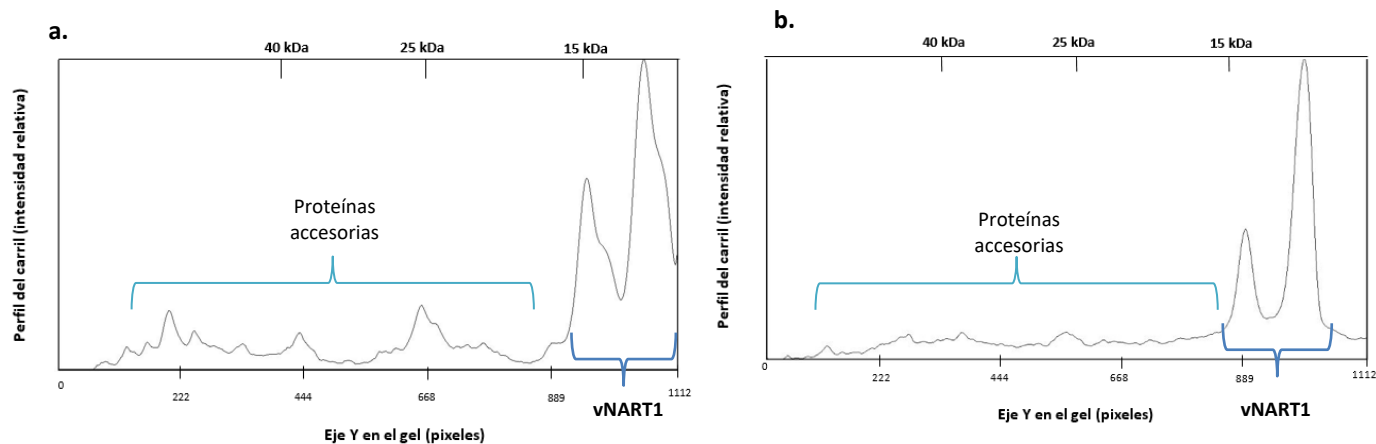 a.
40 kDa 25 kDa 15 kDa
Perfil del carril (intensidad relativa)
Proteínas
accesorias
0 222 444 668 889 1112
vNART1
Eje Y en el gel (pixeles)
b.
40 kDa 25 kDa 15 kDa
Perfil del carril (intensidad relativa)
Proteínas
accesorias
0 222 444 668 889 1112
Eje Y en el gel (pixeles) vNART1